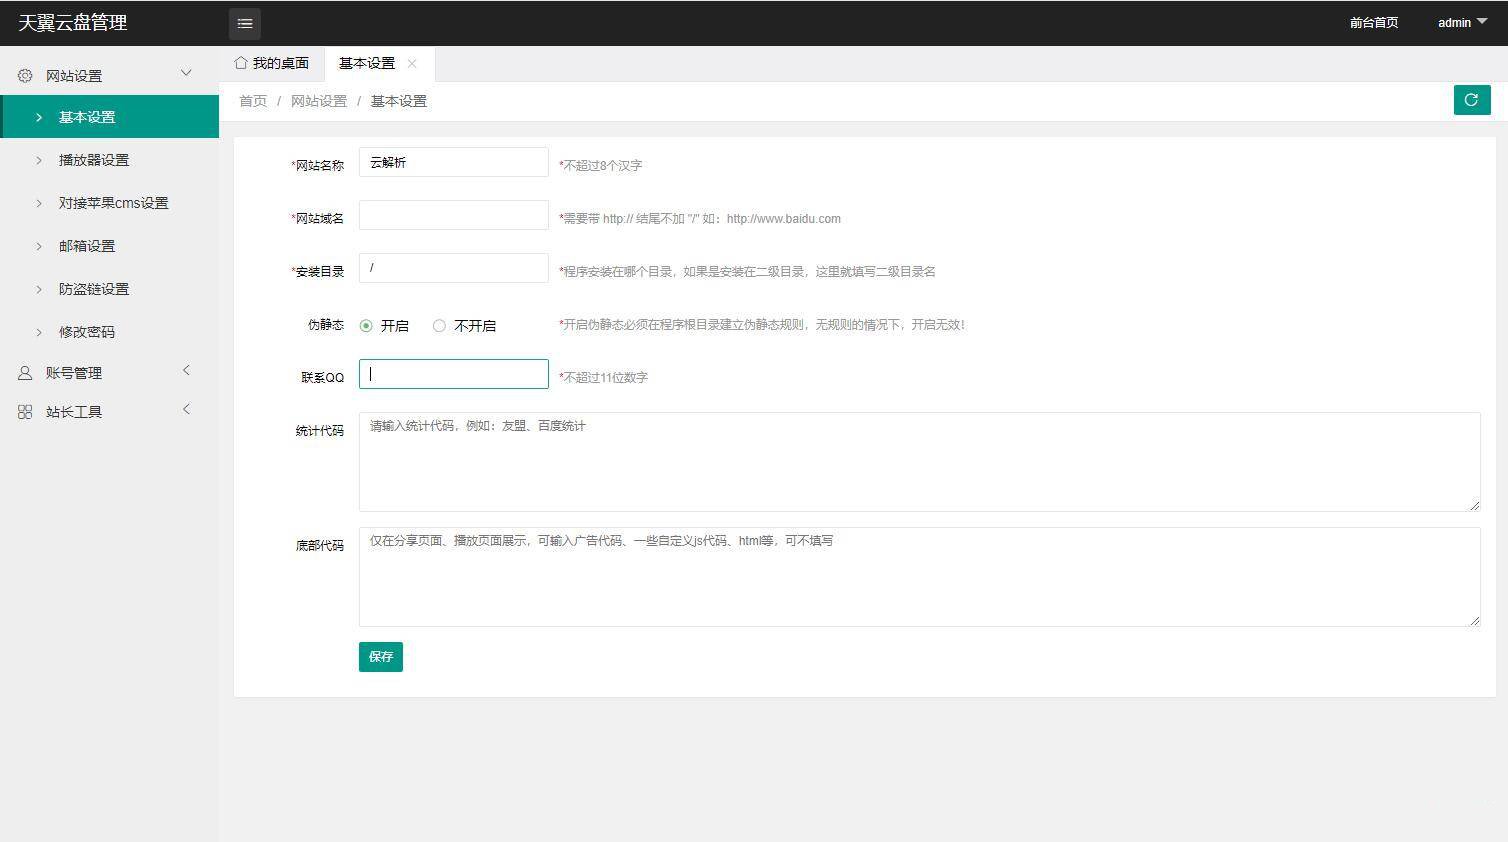 天翼云盘管理
前台首页
admin
网站设置
基本设置
播放器设置
对接苹果cms设置
邮箱设置
防盗链设置
修改密码
账号管理
站长工具
我的桌面
基本设置
首页 / 网站设置 / 基本设置
*网站名称 云解析 *不超过8个汉字
*网站域名 *需要带 http:// 结尾不加 "/" 如：http://www.baidu.com
*安装目录 / *程序安装在哪个目录，如果是安装在二级目录，这里就填写二级目录名
伪静态 开启 不开启 *开启伪静态必须在程序根目录建立伪静态规则，无规则的情况下，开启无效！
联系QQ *不超过11位数字
统计代码 请输入统计代码，例如：友盟、百度统计
底部代码 仅在分享页面、播放页面展示，可输入广告代码、一些自定义js代码、html等，可不填写
保存